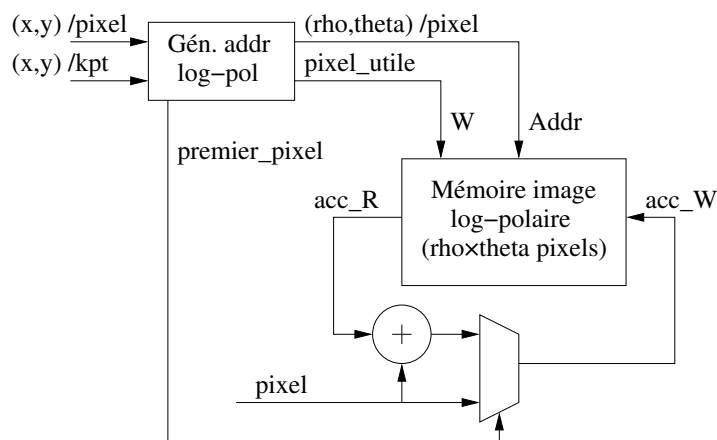 (x,y) /pixel
(x,y) /kpt
Gén. addr
log−pol
(rho,theta) /pixel
pixel_utile
W
Addr
premier_pixel
acc_R
Mémoire image
log−polaire
(rho×theta pixels)
acc_W
+
pixel